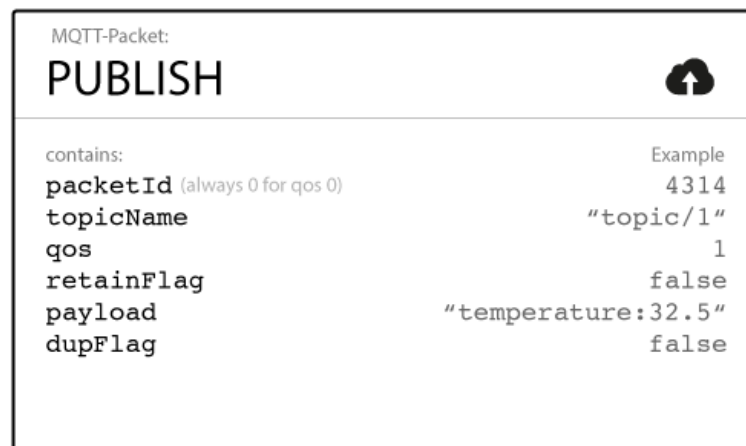 MQTT-Packet:
PUBLISH
contains: Example
packetId (always 0 for qos 0) 4314
topicName “topic/1“
qos 1
retainFlag false
payload “temperature:32.5“
dupFlag false